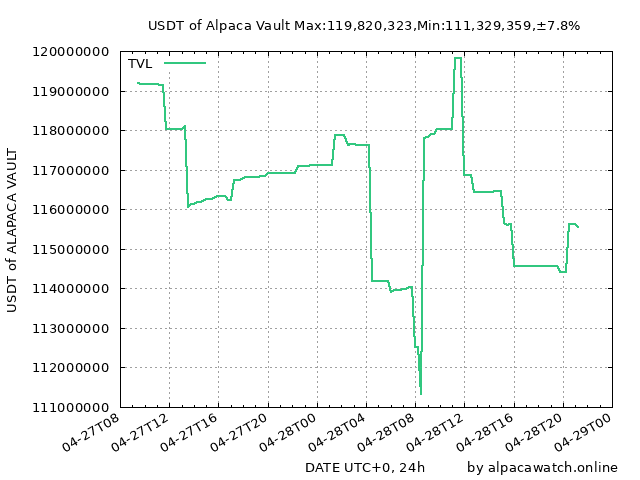 USDT of Alpaca Vault Max:119,820,323,Min:111,329,359,±7.8%
TVL
120000000
119000000
118000000
117000000
116000000
115000000
114000000
113000000
112000000
111000000
USDT of ALAPACA VAULT
04-27T08
04-27T12
04-27T16
04-27T20
04-28T00
04-28T04
04-28T08
04-28T12
04-28T16
04-28T20
04-29T00
DATE UTC+0, 24h
by alpacawatch.online